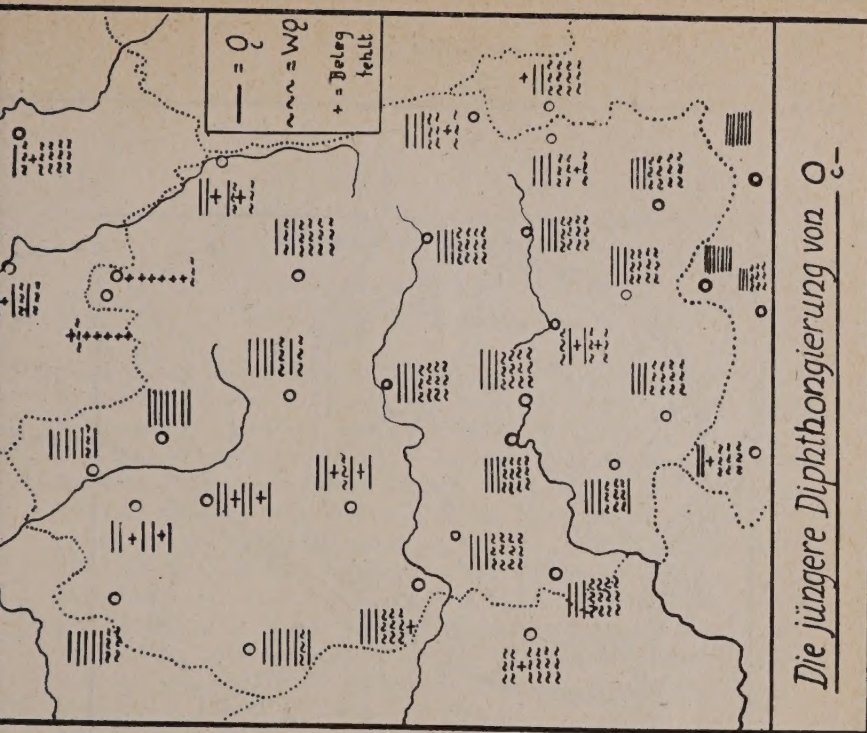 — = Ǫ
~~~ = wǫ
+ = Beleg
fehlt
Die jüngere Diphthongierung von Ǫ-